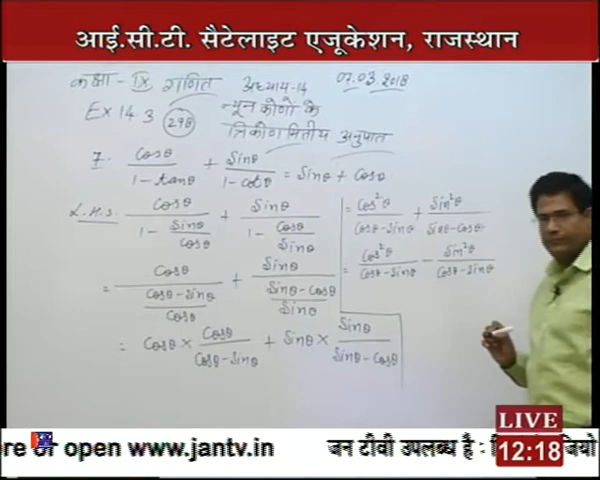 आई.सी.टी. सैटेलाइट एजूकेशन, राजस्थान
कक्षा - IX गणित अध्याय-14 07.03 2018
Ex 14 3 298 न्यून कोणो के
त्रिकोणमितीय अनुपात
7. cosθ/(1-tanθ) + sinθ/(1-cotθ) = sinθ + cosθ
L.H.S. cosθ/(1 - sinθ/cosθ) + sinθ/(1 - cosθ/sinθ)
= cosθ/((cosθ-sinθ)/cosθ) + sinθ/((sinθ-cosθ)/sinθ)
= cosθ × cosθ/(cosθ-sinθ) + sinθ × sinθ/(sinθ-cosθ)
= cos²θ/(cosθ-sinθ) + sin²θ/(sinθ-cosθ)
= cos²θ/(cosθ-sinθ) - sin²θ/(cosθ-sinθ)
LIVE
12:18
or open www.jantv.in जन टीवी उपलब्ध है :